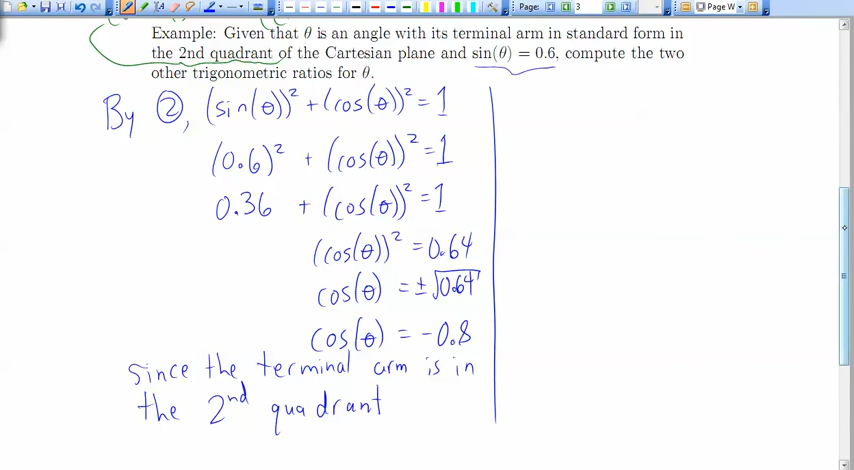 Page:
3
Page W
Example: Given that θ is an angle with its terminal arm in standard form in
the 2nd quadrant of the Cartesian plane and sin(θ) = 0.6, compute the two
other trigonometric ratios for θ.
By ②, (sin(θ))² + (cos(θ))² = 1
(0.6)² + (cos(θ))² = 1
0.36 + (cos(θ))² = 1
(cos(θ))² = 0.64
cos(θ) = ±√0.64
cos(θ) = -0.8
since the terminal arm is in
the 2nd quadrant